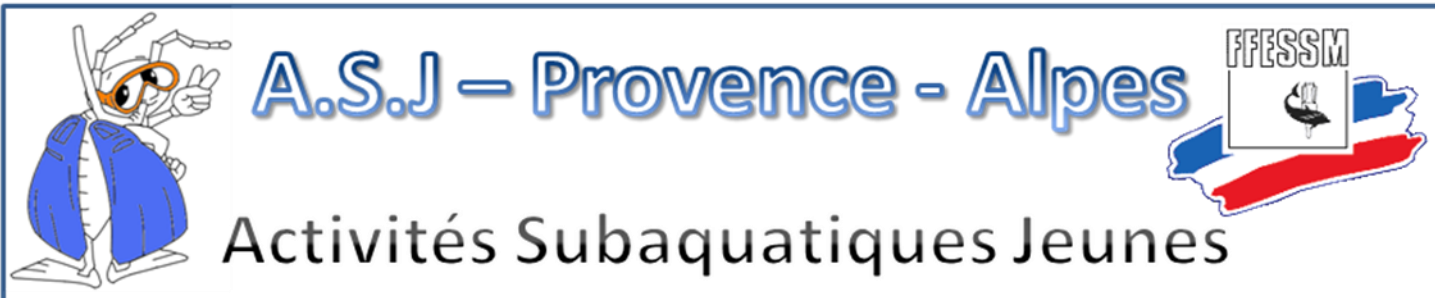 A.S.J – Provence - Alpes
FFESSM
Activités Subaquatiques Jeunes